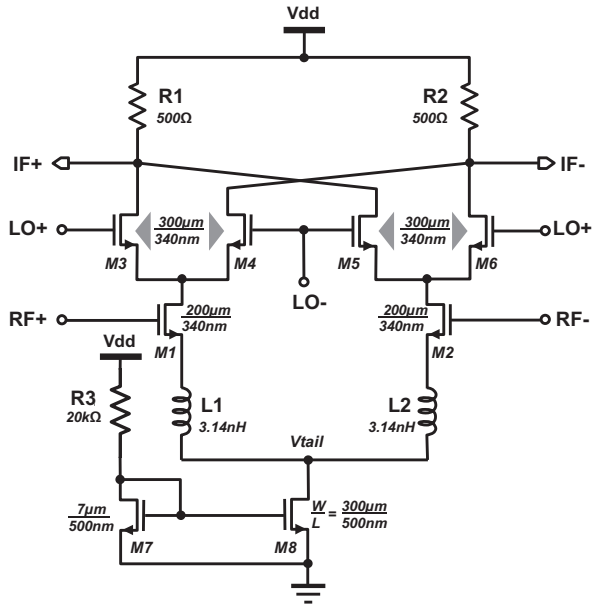 Vdd
R1
500Ω
R2
500Ω
IF+
IF-
LO+
300µm
340nm
300µm
340nm
LO+
M3
M4
M5
M6
LO-
RF+
200µm
340nm
200µm
340nm
RF-
M1
M2
Vdd
R3
20kΩ
L1
3.14nH
L2
3.14nH
Vtail
7µm
500nm
W
L
=
300µm
500nm
M7
M8